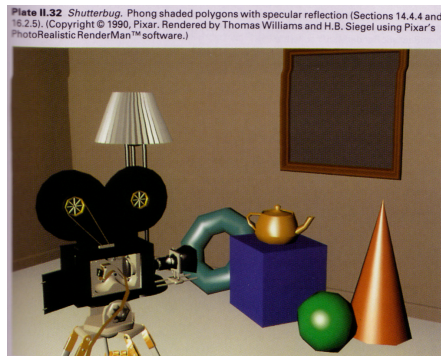 Plate II.32 Shutterbug. Phong shaded polygons with specular reflection (Sections 14.4.4 and
16.2.5). (Copyright © 1990, Pixar. Rendered by Thomas Williams and H.B. Siegel using Pixar's
PhotoRealistic RenderMan™ software.)